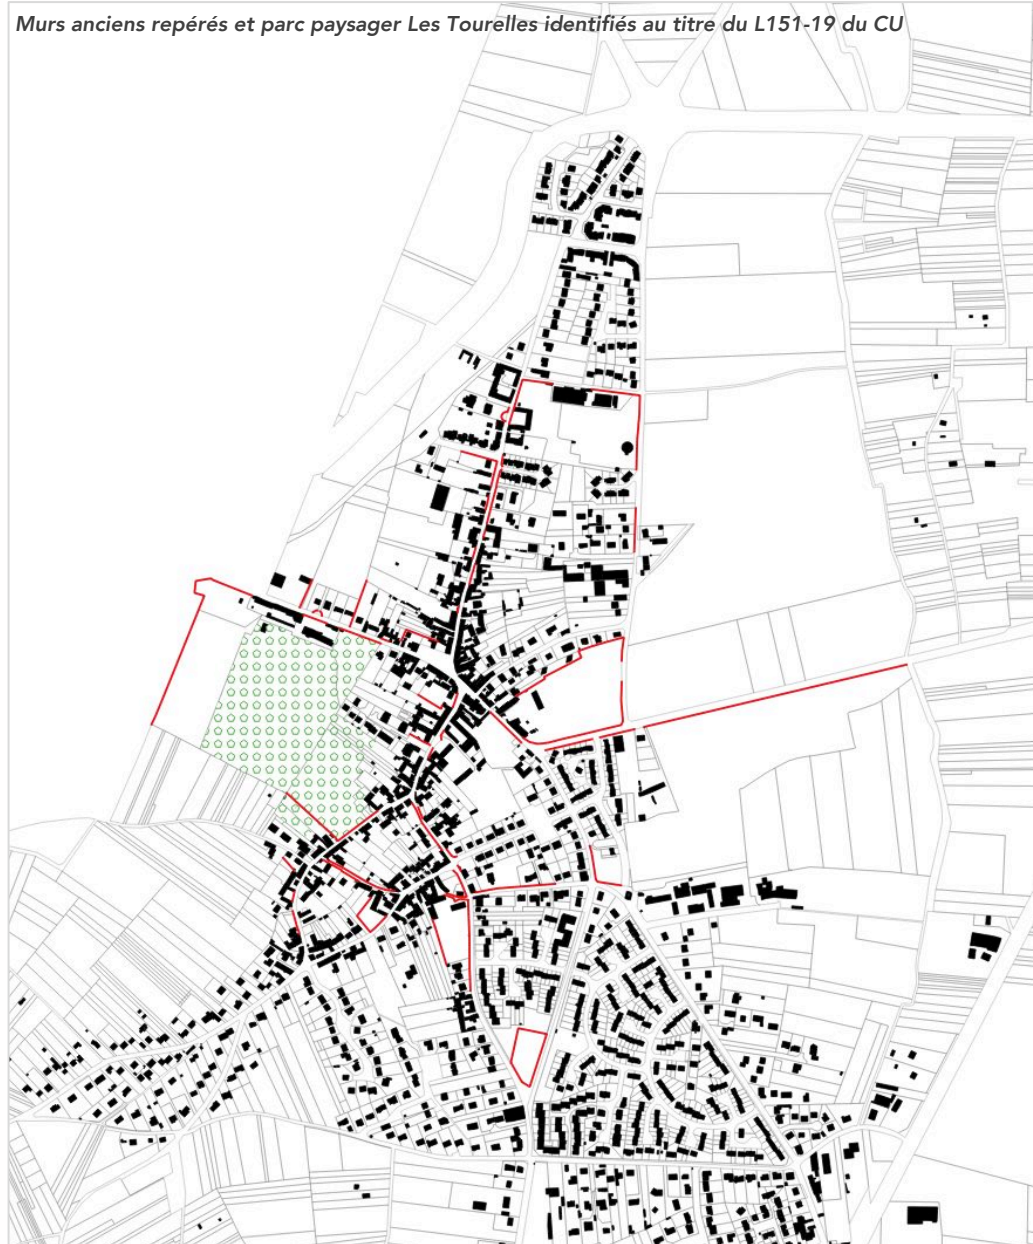 Murs anciens repérés et parc paysager Les Tourelles identifiés au titre du L151-19 du CU